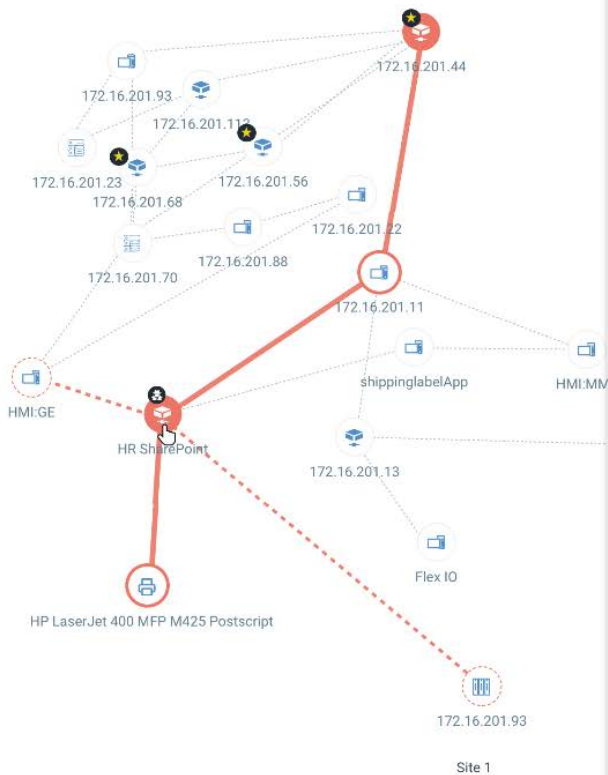 172.16.201.44
172.16.201.93
172.16.201.113
172.16.201.23
172.16.201.56
172.16.201.68
172.16.201.22
172.16.201.88
172.16.201.70
172.16.201.11
shippinglabelApp
HMI:MM
HMI:GE
HR SharePoint
172.16.201.13
Flex IO
HP LaserJet 400 MFP M425 Postscript
172.16.201.93
Site 1